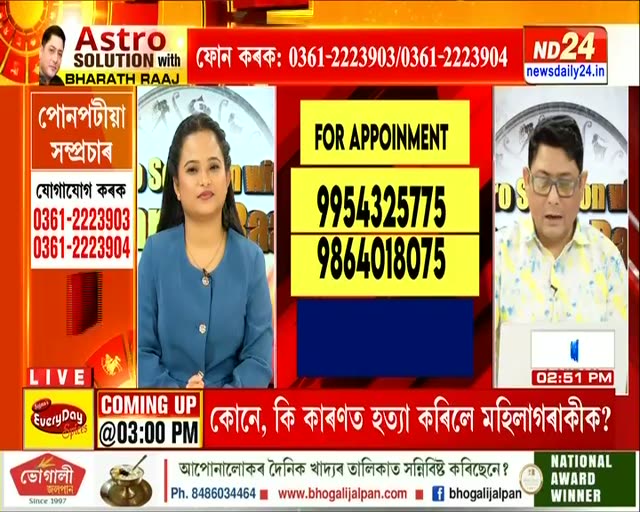 Astro
SOLUTION with
BHARATH RAAJ
ফোন কৰক: 0361-2223903/0361-2223904
ND24
newsdaily24.in
পোনপটীয়া
সম্প্ৰচাৰ
যোগাযোগ কৰক
0361-2223903
0361-2223904
FOR APPOINMENT
9954325775
9864018075
LIVE
02:51 PM
EveryDay
Spices
COMING UP
@03:00 PM
কোনে, কি কাৰণত হত্যা কৰিলে মহিলাগৰাকীক?
ভোগালী
জলপান
Since 1997
আপোনালোকৰ দৈনিক খাদ্যৰ তালিকাত সন্নিবিষ্ট কৰিছেনে?
Ph. 8486034464 | www.bhogalijalpan.com | f bhogalijalpan
NATIONAL
AWARD
WINNER